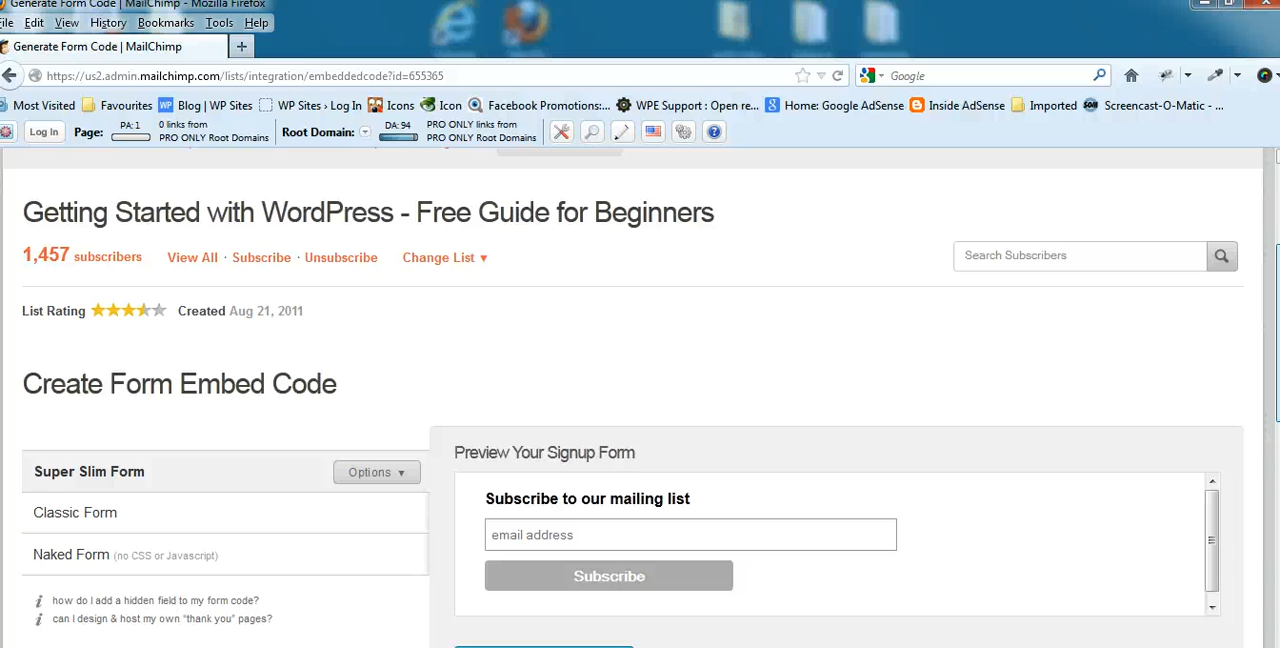 Generate Form Code | MailChimp - Mozilla Firefox
File Edit View History Bookmarks Tools Help
Generate Form Code | MailChimp +
https://us2.admin.mailchimp.com/lists/integration/embeddedcode?id=655365 Google
Most Visited Favourites WP Blog | WP Sites WP Sites › Log In Icons Icon Facebook Promotions:... WPE Support : Open re... 8 Home: Google AdSense Inside AdSense Imported SOM Screencast-O-Matic - ...
Log In Page: PA: 1 0 links from PRO ONLY Root Domains Root Domain: DA: 94 PRO ONLY links from PRO ONLY Root Domains
Getting Started with WordPress - Free Guide for Beginners
1,457 subscribers View All · Subscribe · Unsubscribe Change List ▼ Search Subscribers
List Rating Created Aug 21, 2011
Create Form Embed Code
Preview Your Signup Form
Super Slim Form Options ▼
Subscribe to our mailing list
Classic Form
email address
Naked Form (no CSS or Javascript)
Subscribe
i how do I add a hidden field to my form code?
i can I design & host my own "thank you" pages?